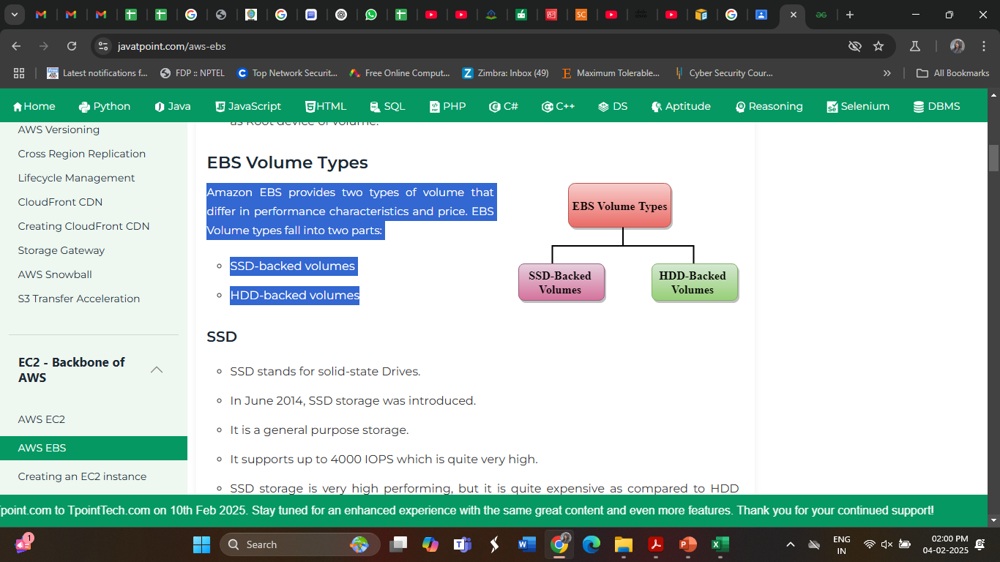 javatpoint.com/aws-ebs
Latest notifications f...
FDP :: NPTEL
Top Network Securit...
Free Online Comput...
Zimbra: Inbox (49)
Maximum Tolerable...
Cyber Security Cour...
All Bookmarks
Home
Python
Java
JavaScript
HTML
SQL
PHP
C#
C++
DS
Aptitude
Reasoning
Selenium
DBMS
AWS Versioning
Cross Region Replication
Lifecycle Management
CloudFront CDN
Creating CloudFront CDN
Storage Gateway
AWS Snowball
S3 Transfer Acceleration
EC2 - Backbone of
AWS
AWS EC2
AWS EBS
Creating an EC2 instance
as Root device of volume.
EBS Volume Types
Amazon EBS provides two types of volume that
differ in performance characteristics and price. EBS
Volume types fall into two parts:
SSD-backed volumes
HDD-backed volumes
EBS Volume Types
SSD-Backed
Volumes
HDD-Backed
Volumes
SSD
SSD stands for solid-state Drives.
In June 2014, SSD storage was introduced.
It is a general purpose storage.
It supports up to 4000 IOPS which is quite very high.
SSD storage is very high performing, but it is quite expensive as compared to HDD
point.com to TpointTech.com on 10th Feb 2025. Stay tuned for an enhanced experience with the same great content and even more features. Thank you for your continued support!
1
Search
ENG
IN
02:00 PM
04-02-2025